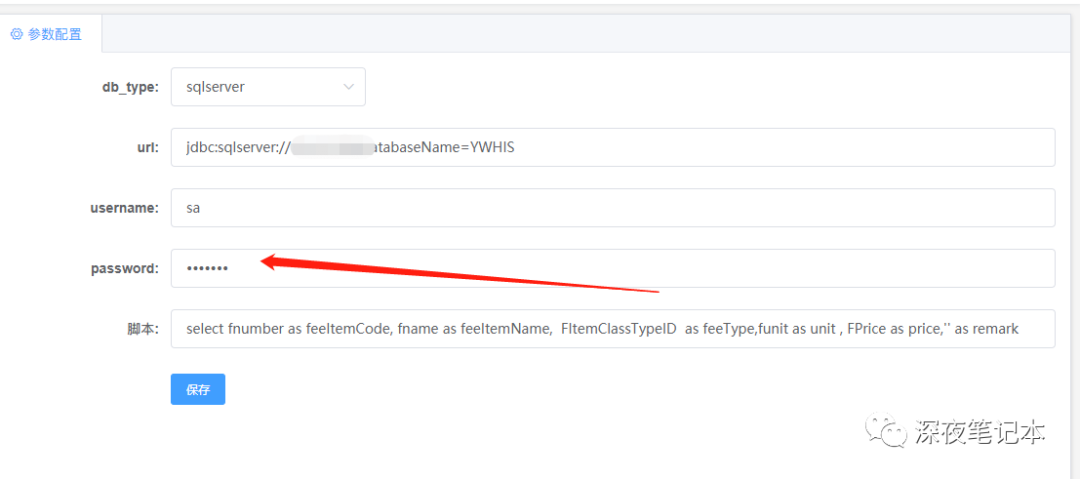 参数配置
db_type:
sqlserver
url:
jdbc:sqlserver:// atabaseName=YWHIS
username:
sa
password:
•••••••
脚本:
select fnumber as feeItemCode, fname as feeItemName,  FItemClassTypeID  as feeType,funit as unit , FPrice as price,'' as remark
保存
深夜笔记本